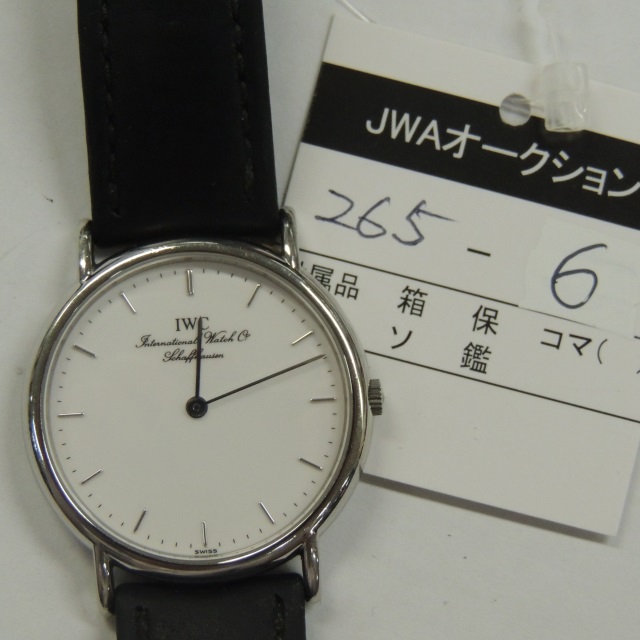 IWC
International Watch Co
Schaffhausen
SWISS
JWAオークション
265-6
属品 箱 保 コマ(
ソ 鑑